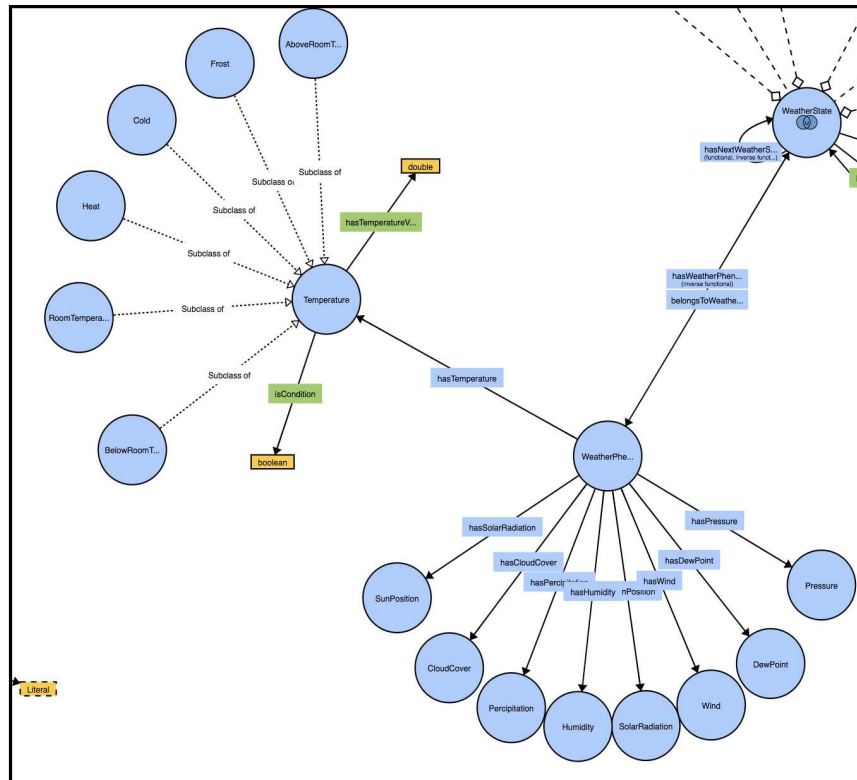 AboveRoomT...
Frost
Cold
Heat
RoomTempera...
BelowRoomT...
Subclass of
Subclass of
Subclass of
Subclass of
Subclass of
Subclass of
double
hasTemperatureV...
Temperature
isCondition
boolean
WeatherState
hasNextWeatherS...
(functional, inverse funct...)
hasWeatherPhen...
(inverse functional)
belongsToWeathe...
hasTemperature
WeatherPhe...
hasSolarRadiation
hasCloudCover
hasPercipitation
hasHumidity
nPosition
hasWind
hasDewPoint
hasPressure
SunPosition
CloudCover
Percipitation
Humidity
SolarRadiation
Wind
DewPoint
Pressure
Literal